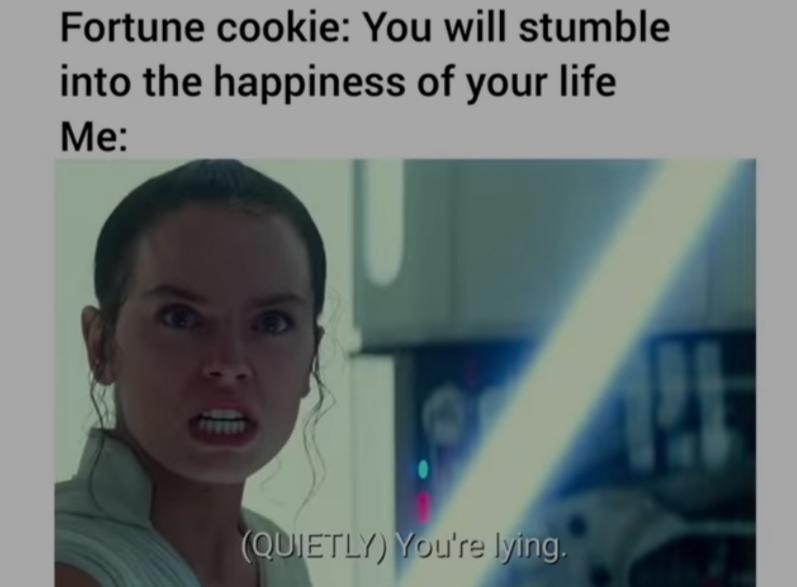 Fortune cookie: You will stumble
into the happiness of your life
Me:
(QUIETLY) You're lying.